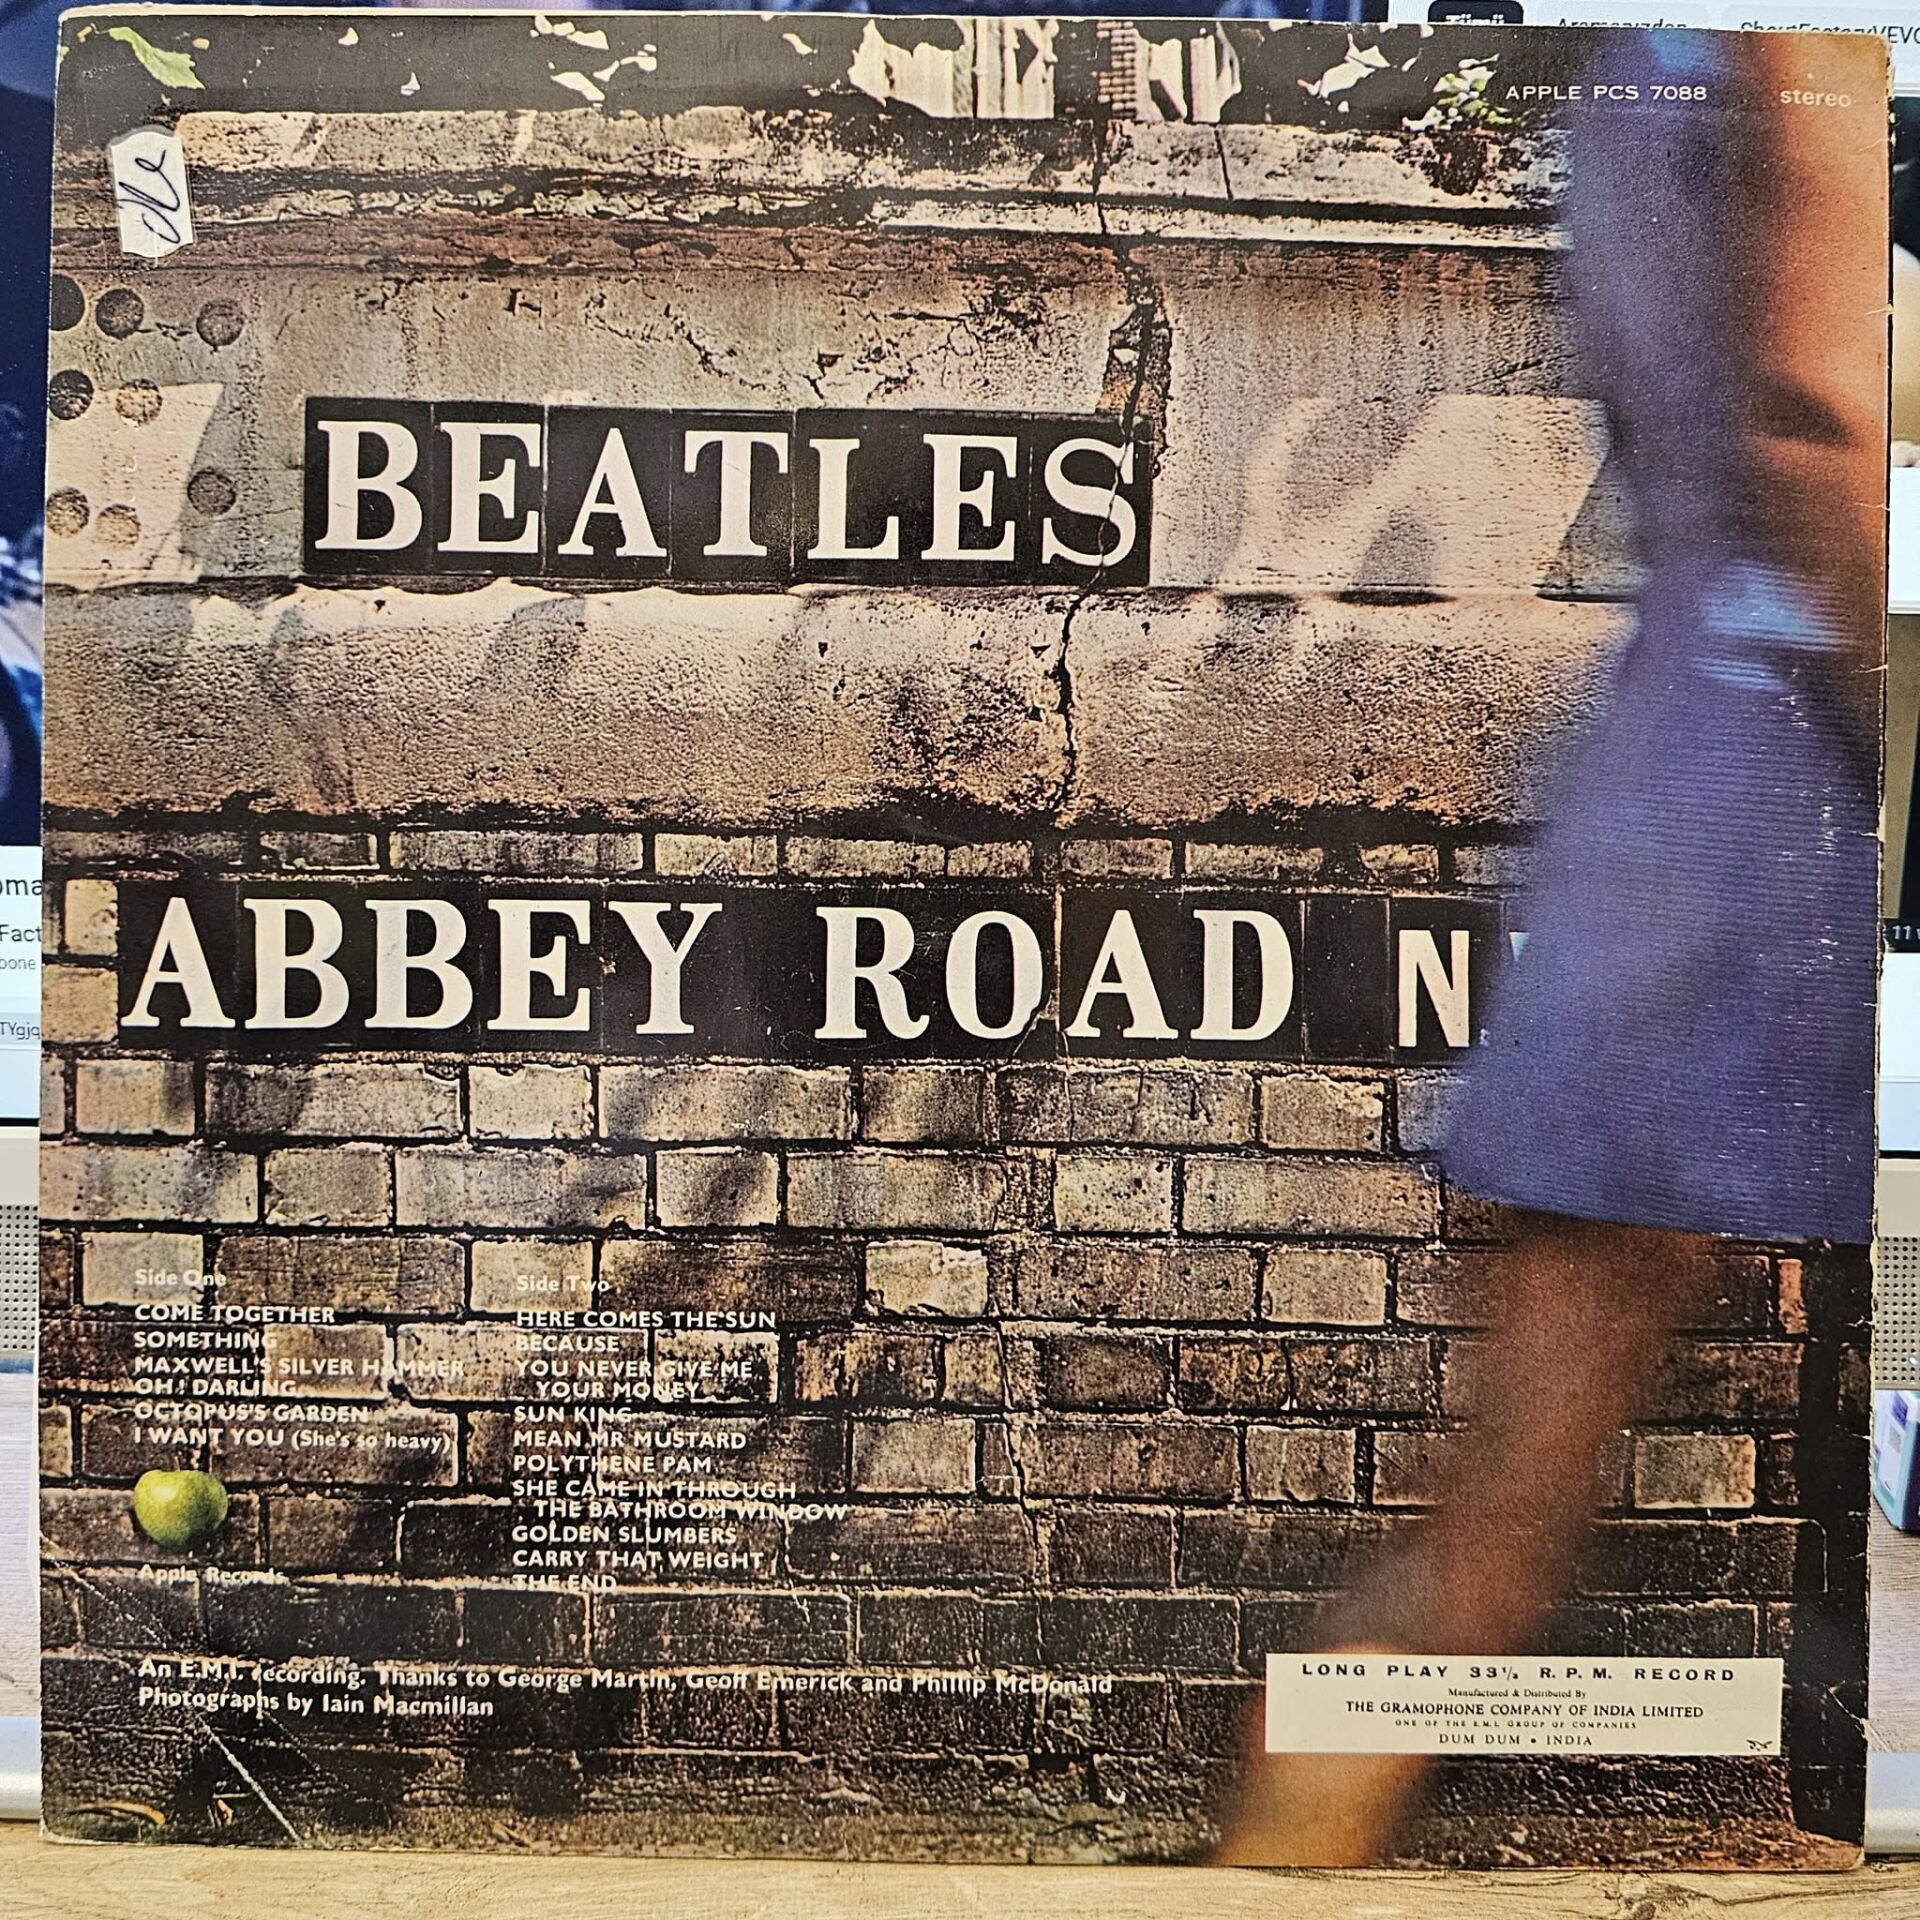 Tümü
Aramanızdan
ShoutFactoryVEVO
APPLE PCS 7088
stereo
BEATLES
ABBEY ROAD N
Side One
COME TOGETHER
SOMETHING
MAXWELL'S SILVER HAMMER
OH! DARLING
OCTOPUS'S GARDEN
I WANT YOU (She's so heavy)
Apple Records
Side Two
HERE COMES THE SUN
BECAUSE
YOU NEVER GIVE ME
YOUR MONEY
SUN KING
MEAN MR MUSTARD
POLYTHENE PAM
SHE CAME IN THROUGH
THE BATHROOM WINDOW
GOLDEN SLUMBERS
CARRY THAT WEIGHT
THE END
An E.M.I. recording. Thanks to George Martin, Geoff Emerick and Phillip McDonald
Photographs by Iain Macmillan
LONG PLAY 33⅓ R.P.M. RECORD
Manufactured & Distributed By
THE GRAMOPHONE COMPANY OF INDIA LIMITED
ONE OF THE E.M.I. GROUP OF COMPANIES
DUM DUM • INDIA